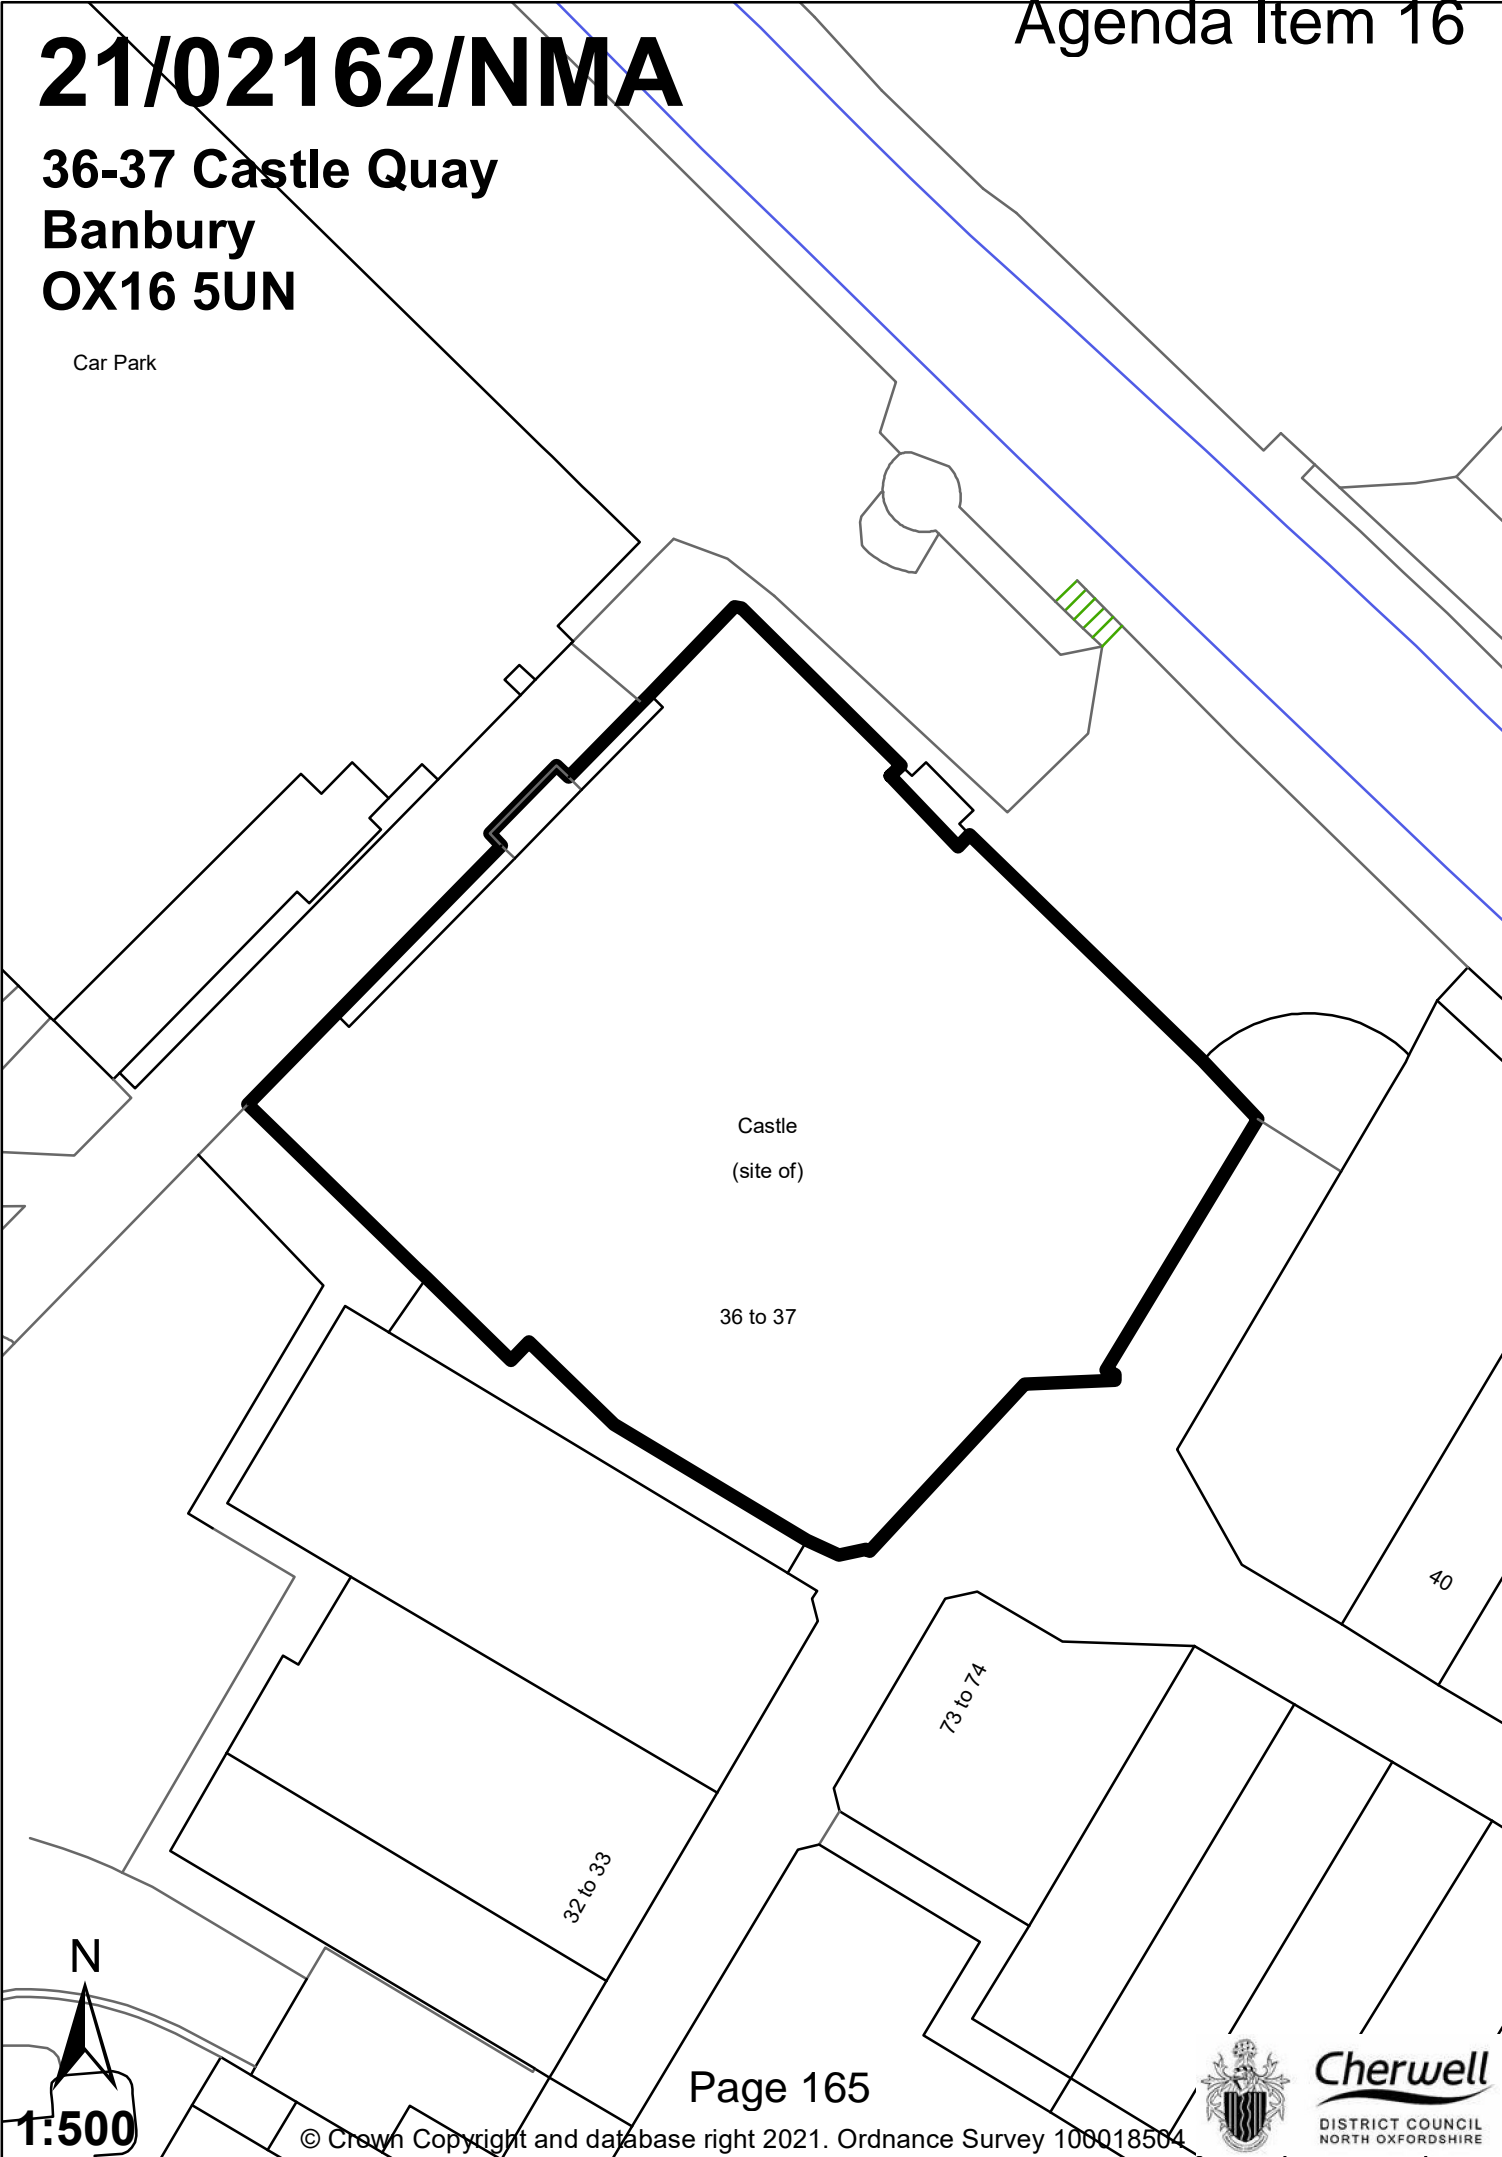 Agenda Item 16
21/02162/NMA
36-37 Castle Quay
Banbury
OX16 5UN
Car Park
Castle
(site of)
36 to 37
40
73 to 74
32 to 33
N
1:500
Page 165
© Crown Copyright and database right 2021. Ordnance Survey 100018504
Cherwell
DISTRICT COUNCIL
NORTH OXFORDSHIRE